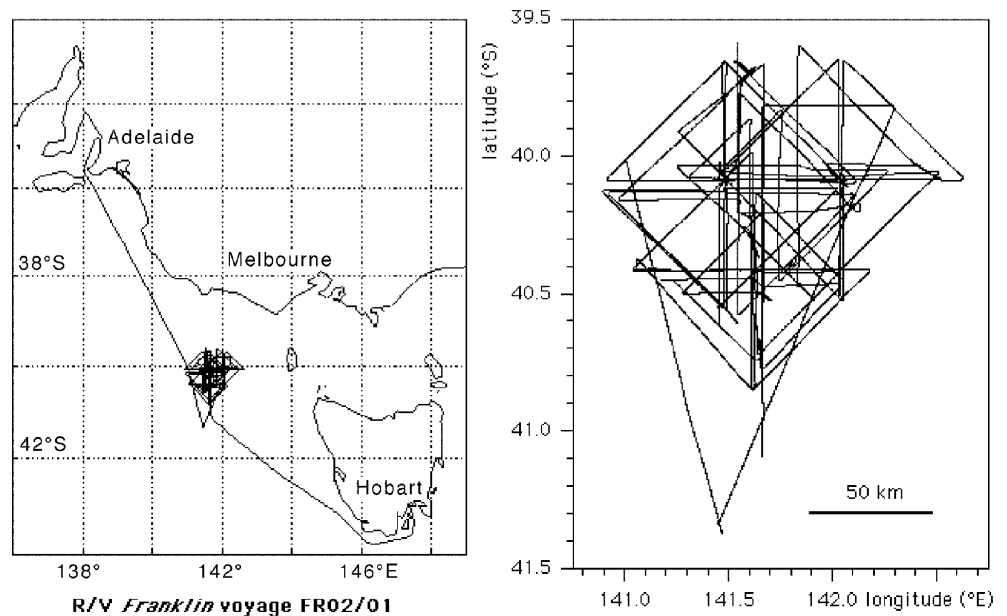 Adelaide
Melbourne
38°S
42°S
Hobart
138°
142°
146°E
R/V Franklin voyage FR02/01
39.5
latitude (°S)
40.0
40.5
41.0
41.5
50 km
141.0
141.5
142.0
longitude (°E)